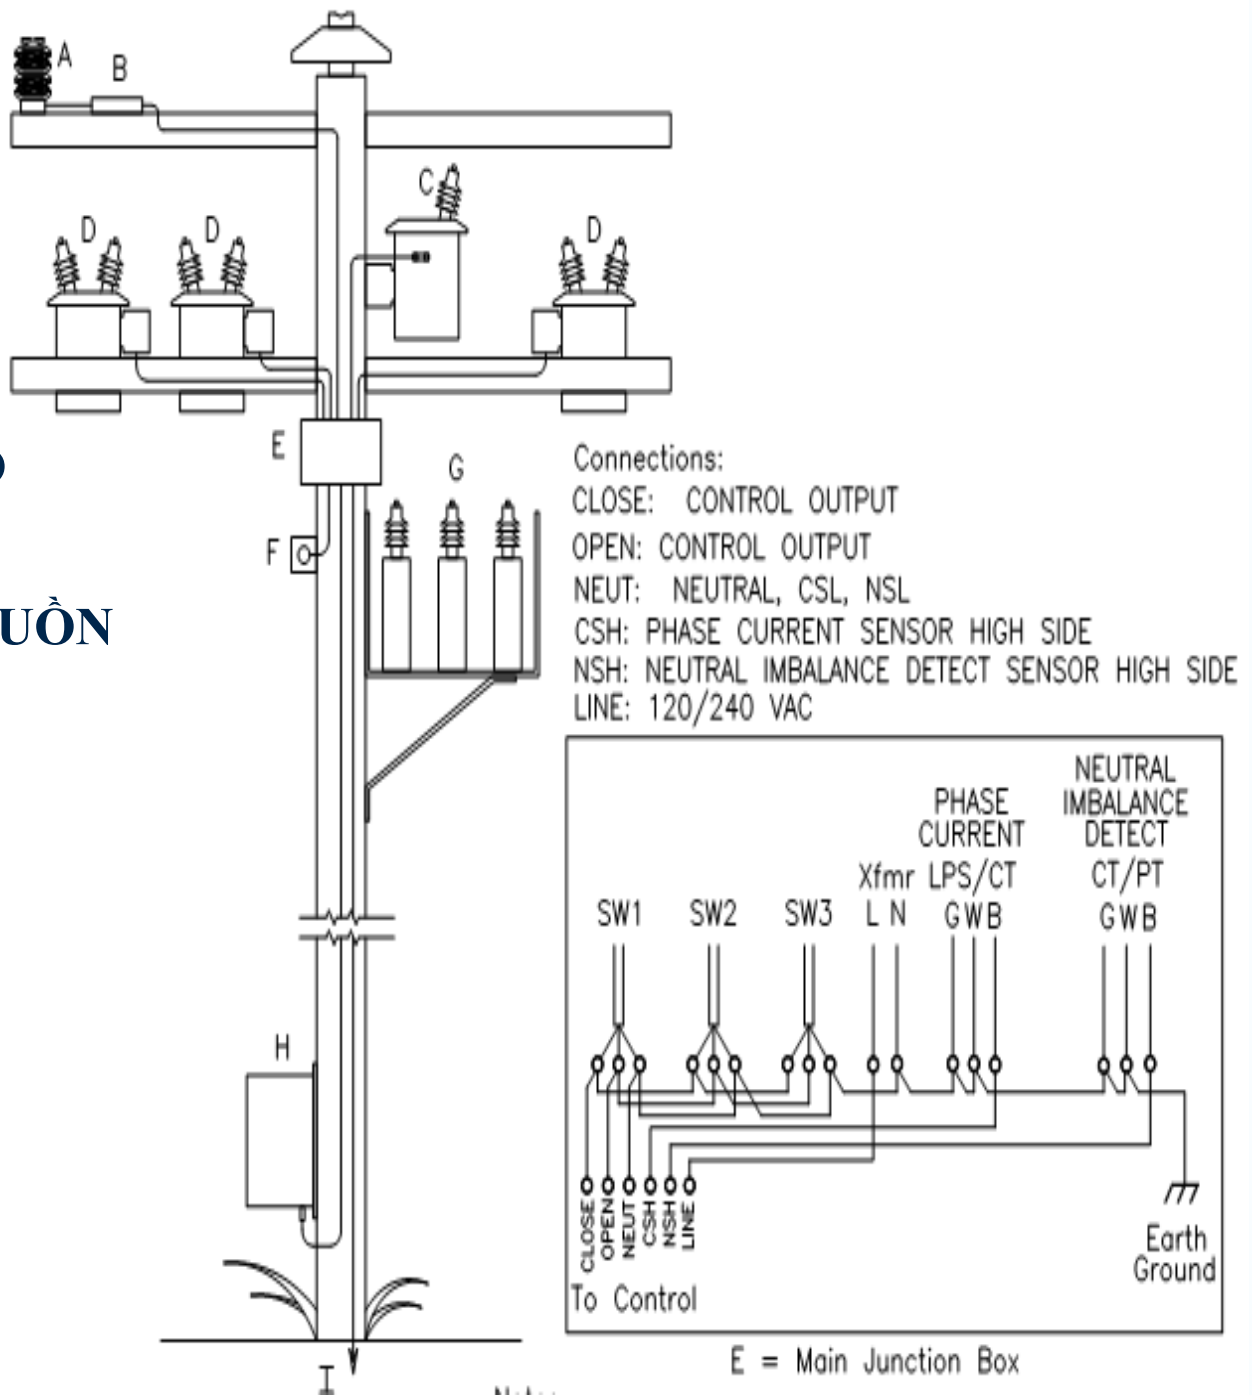 A
B
C
D D D
E
G
F
UỒN
Connections:
CLOSE: CONTROL OUTPUT
OPEN: CONTROL OUTPUT
NEUT: NEUTRAL, CSL, NSL
CSH: PHASE CURRENT SENSOR HIGH SIDE
NSH: NEUTRAL IMBALANCE DETECT SENSOR HIGH SIDE
LINE: 120/240 VAC
NEUTRAL
IMBALANCE
DETECT
CT/PT
PHASE
CURRENT
LPS/CT
Xfmr
SW1 SW2 SW3 L N G W B G W B
H
CLOSE
OPEN
NEUT
CSH
NSH
LINE
To Control
Earth
Ground
E = Main Junction Box
I